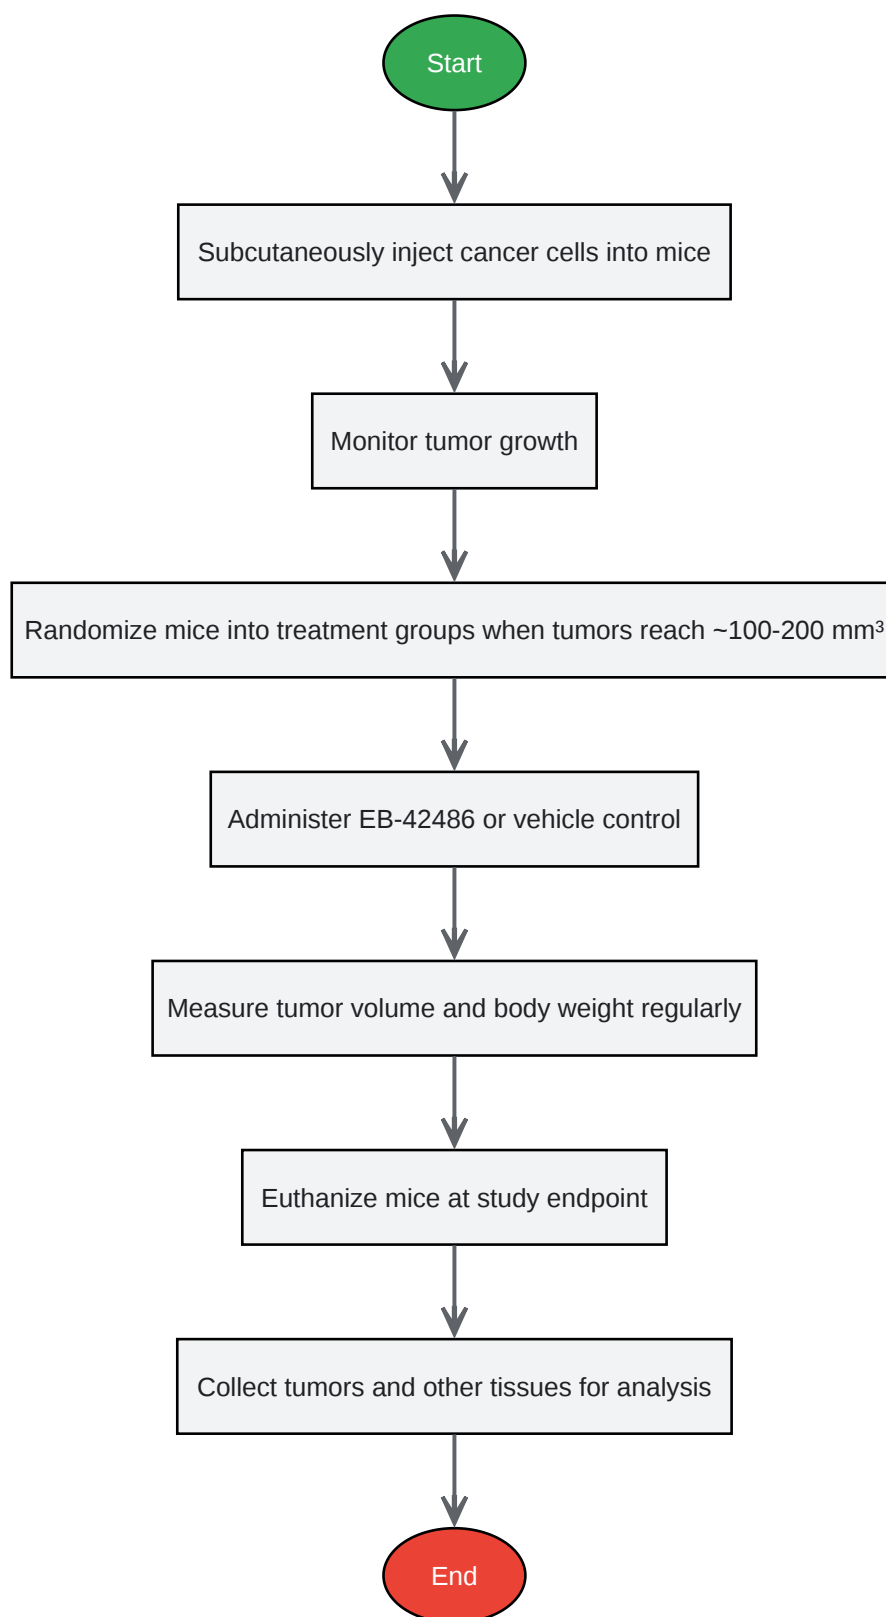 Start
Subcutaneously inject cancer cells into mice
Monitor tumor growth
Randomize mice into treatment groups when tumors reach ~100-200 mm³
Administer EB-42486 or vehicle control
Measure tumor volume and body weight regularly
Euthanize mice at study endpoint
Collect tumors and other tissues for analysis
End